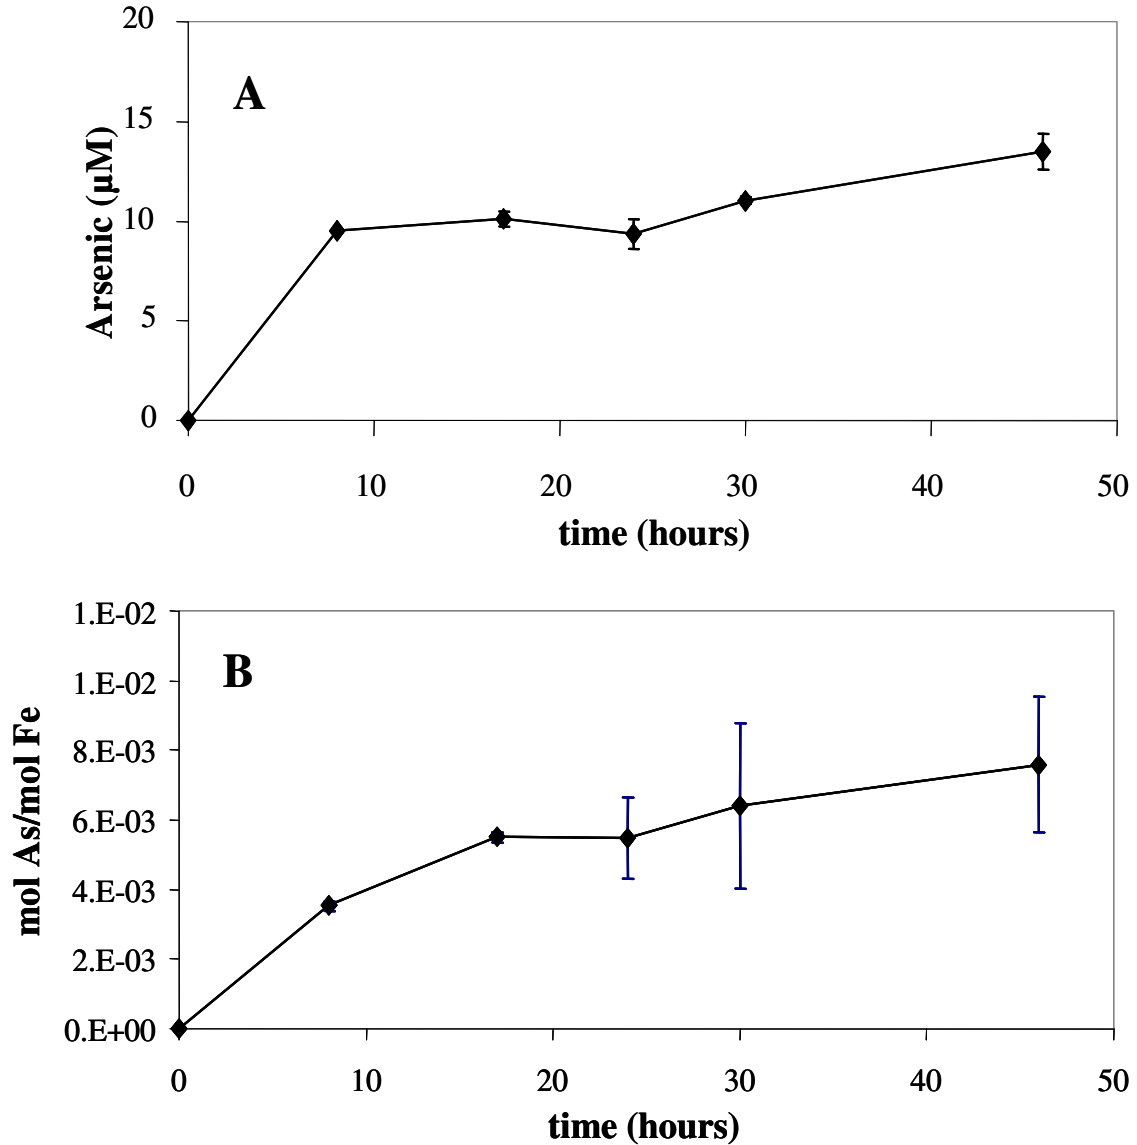 20
A
15
Arsenic (µM)
10
5
0
0 10 20 30 40 50
time (hours)
1.E-02
B
1.E-02
8.E-03
mol As/mol Fe
6.E-03
4.E-03
2.E-03
0.E+00
0 10 20 30 40 50
time (hours)